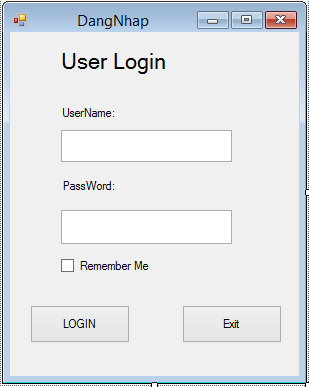 DangNhap
User Login
UserName:
PassWord:
Remember Me
LOGIN Exit